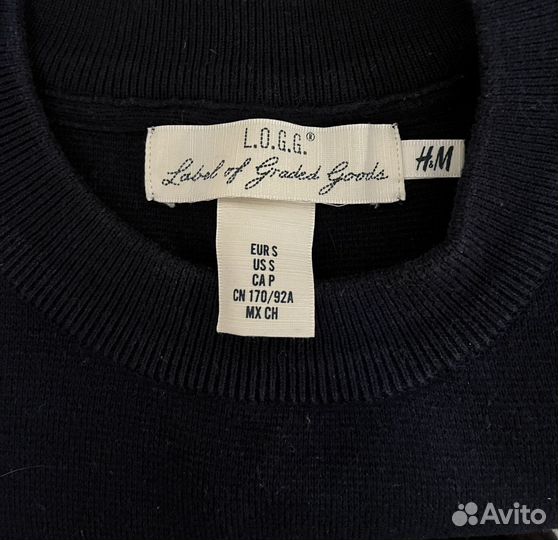 L.O.G.G.®
Label of Graded Goods
H&M
EUR S
US S
CA P
CN 170/92A
MX CH
Avito